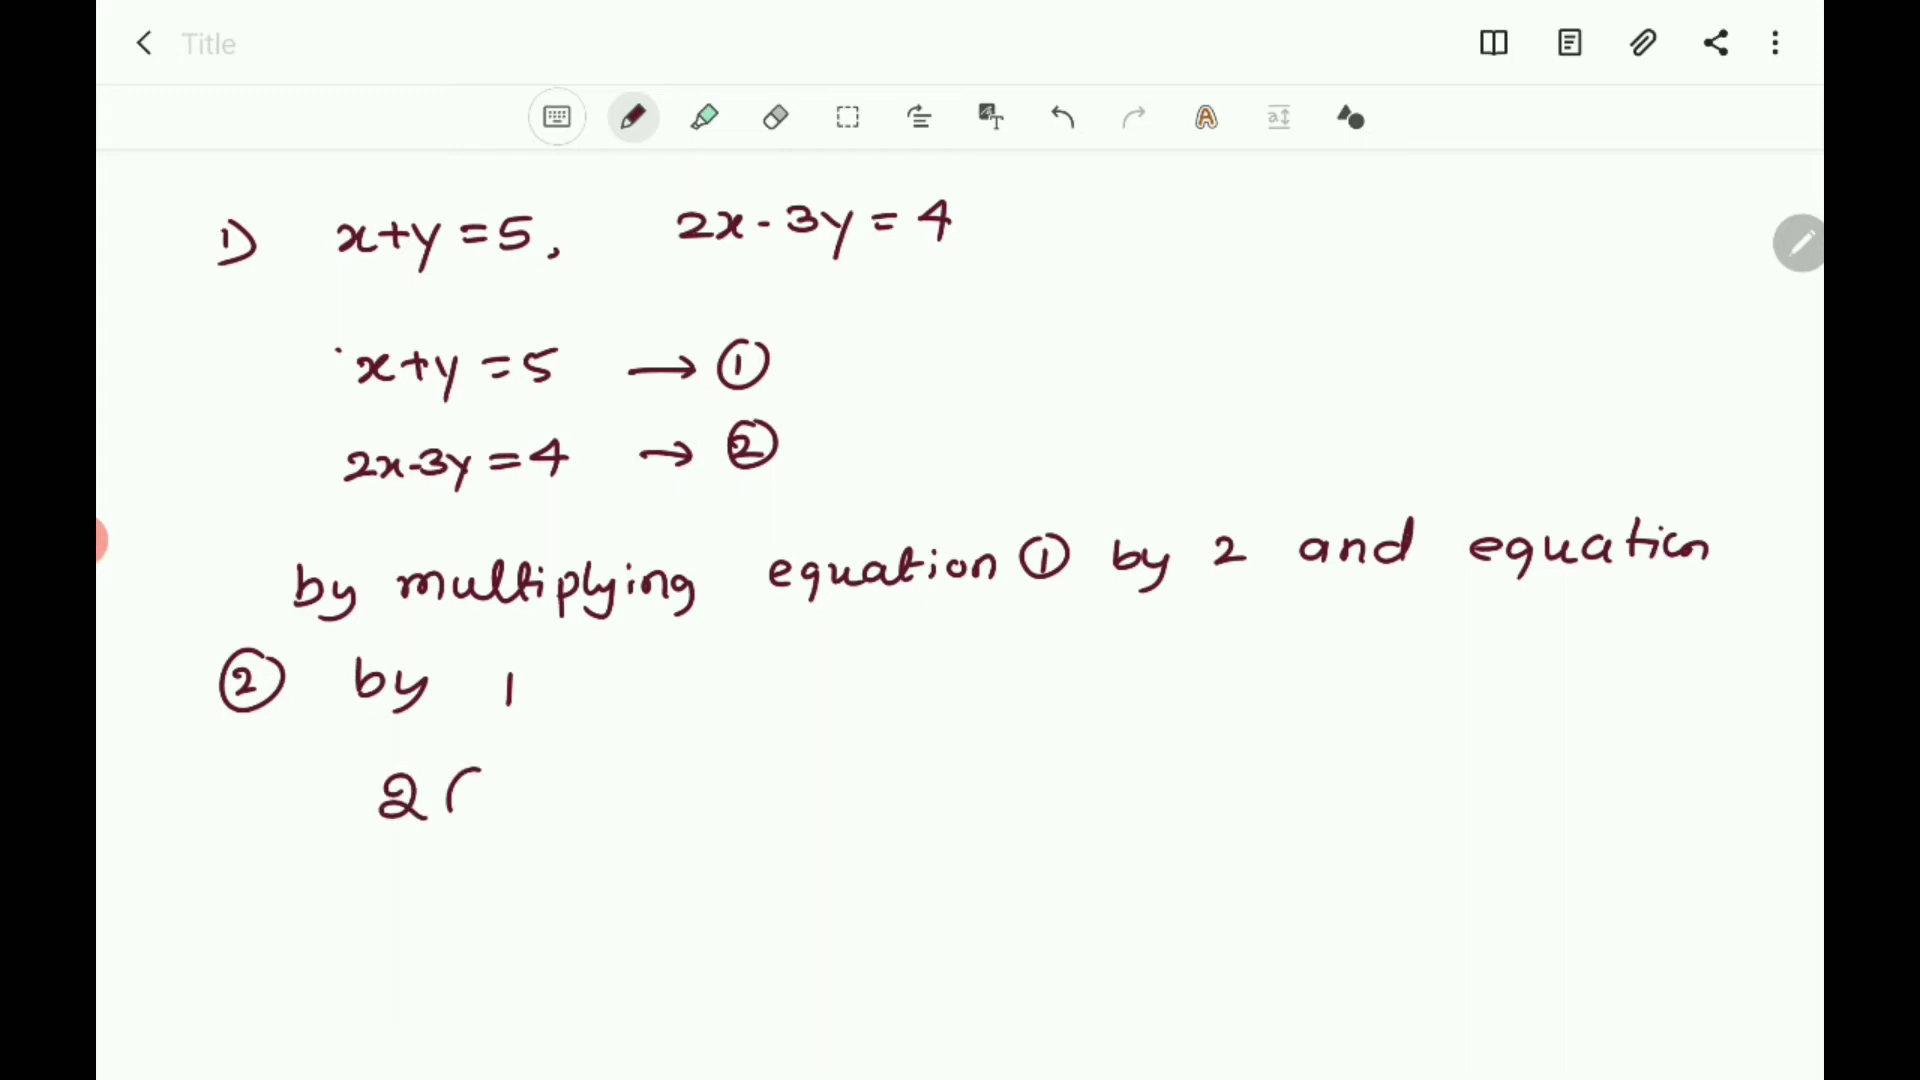 Title
1) x+y=5, 2x-3y=4
x+y=5 → ①
2x-3y=4 → ②
by multiplying equation ① by 2 and equation
② by 1
2(